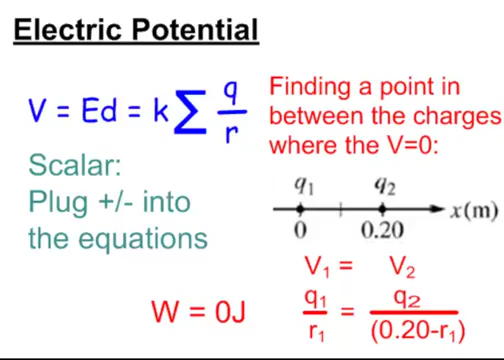 Electric Potential
V = Ed = k∑ q/r
Scalar:
Plug +/- into
the equations
W = 0J
Finding a point in
between the charges
where the V=0:
q₁ q₂
0 0.20 x(m)
V₁ = V₂
q₁/r₁ = q₂/(0.20-r₁)